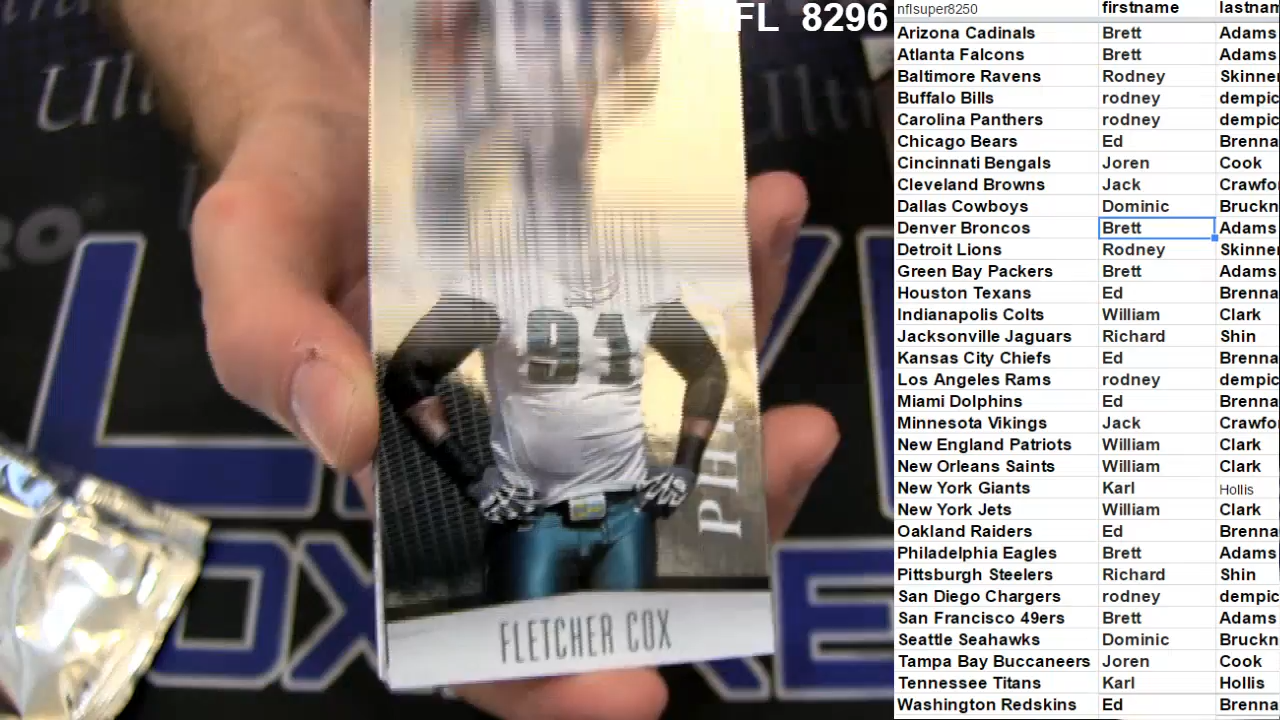 FL 8296
Ul
Ultr
RO
91
PH
FLETCHER COX
nflsuper8250 firstname lastnam
Arizona Cadinals Brett Adams
Atlanta Falcons Brett Adams
Baltimore Ravens Rodney Skinnel
Buffalo Bills rodney dempic
Carolina Panthers rodney dempic
Chicago Bears Ed Brenna
Cincinnati Bengals Joren Cook
Cleveland Browns Jack Crawfo
Dallas Cowboys Dominic Bruckn
Denver Broncos Brett Adams
Detroit Lions Rodney Skinnel
Green Bay Packers Brett Adams
Houston Texans Ed Brenna
Indianapolis Colts William Clark
Jacksonville Jaguars Richard Shin
Kansas City Chiefs Ed Brenna
Los Angeles Rams rodney dempic
Miami Dolphins Ed Brenna
Minnesota Vikings Jack Crawfo
New England Patriots William Clark
New Orleans Saints William Clark
New York Giants Karl Hollis
New York Jets William Clark
Oakland Raiders Ed Brenna
Philadelphia Eagles Brett Adams
Pittsburgh Steelers Richard Shin
San Diego Chargers rodney dempic
San Francisco 49ers Brett Adams
Seattle Seahawks Dominic Bruckn
Tampa Bay Buccaneers Joren Cook
Tennessee Titans Karl Hollis
Washington Redskins Ed Brenna